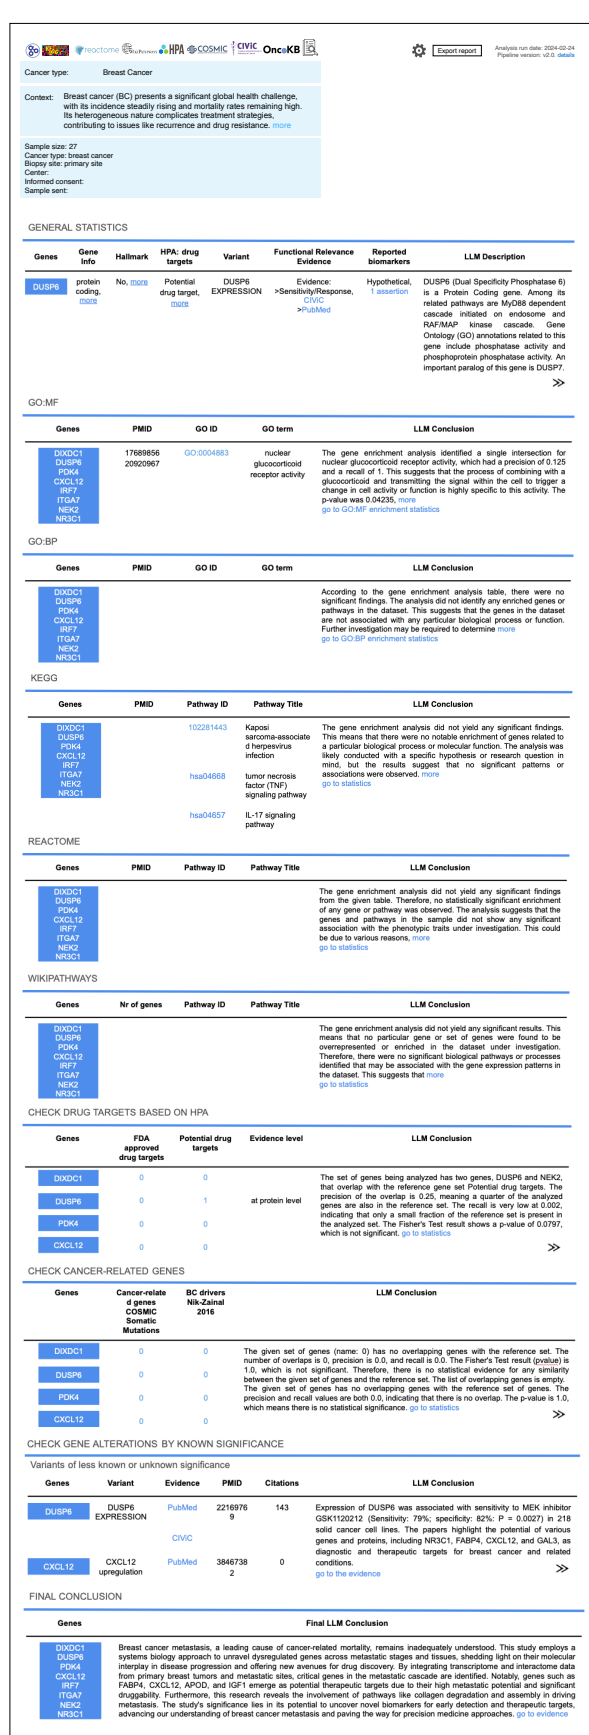 reactome HPA COSMIC CIViC OncoKB
Export report
Analysis run date: 2024-02-24
Pipeline version: v2.0. details
Cancer type: Breast Cancer
Context: Breast cancer (BC) presents a significant global health challenge,
with its incidence steadily rising and mortality rates remaining high.
Its heterogeneous nature complicates treatment strategies,
contributing to issues like recurrence and drug resistance. more
Sample size: 27
Cancer type: breast cancer
Biopsy site: primary site
Center:
Informed consent:
Sample sent:
GENERAL STATISTICS
Genes
Gene
Info
Hallmark
HPA: drug
targets
Variant
Functional Relevance
Evidence
Reported
biomarkers
LLM Description
DUSP6
protein
coding,
more
No, more
Potential
drug target,
more
DUSP6
EXPRESSION
Evidence:
>Sensitivity/Response,
CIViC
>PubMed
Hypothetical,
1 assertion
DUSP6 (Dual Specificity Phosphatase 6)
is a Protein Coding gene. Among its
related pathways are MyD88 dependent
cascade initiated on endosome and
RAF/MAP kinase cascade. Gene
Ontology (GO) annotations related to this
gene include phosphatase activity and
phosphoprotein phosphatase activity. An
important paralog of this gene is DUSP7.
GO:MF
Genes PMID GO ID GO term LLM Conclusion
DIXDC1
DUSP6
PDK4
CXCL12
IRF7
ITGA7
NEK2
NR3C1
17689856
20920967
GO:0004883
nuclear
glucocorticoid
receptor activity
The gene enrichment analysis identified a single intersection for
nuclear glucocorticoid receptor activity, which had a precision of 0.125
and a recall of 1. This suggests that the process of combining with a
glucocorticoid and transmitting the signal within the cell to trigger a
change in cell activity or function is highly specific to this activity. The
p-value was 0.04235, more
go to GO:MF enrichment statistics
GO:BP
Genes PMID GO ID GO term LLM Conclusion
DIXDC1
DUSP6
PDK4
CXCL12
IRF7
ITGA7
NEK2
NR3C1
According to the gene enrichment analysis table, there were no
significant findings. The analysis did not identify any enriched genes or
pathways in the dataset. This suggests that the genes in the dataset
are not associated with any particular biological process or function.
Further investigation may be required to determine more
go to GO:BP enrichment statistics
KEGG
Genes PMID Pathway ID Pathway Title LLM Conclusion
DIXDC1
DUSP6
PDK4
CXCL12
IRF7
ITGA7
NEK2
NR3C1
102281443
Kaposi
sarcoma-associate
d herpesvirus
infection
hsa04668
tumor necrosis
factor (TNF)
signaling pathway
hsa04657
IL-17 signaling
pathway
The gene enrichment analysis did not yield any significant findings.
This means that there were no notable enrichment of genes related to
a particular biological process or molecular function. The analysis was
likely conducted with a specific hypothesis or research question in
mind, but the results suggest that no significant patterns or
associations were observed. more
go to statistics
REACTOME
Genes PMID Pathway ID Pathway Title LLM Conclusion
DIXDC1
DUSP6
PDK4
CXCL12
IRF7
ITGA7
NEK2
NR3C1
The gene enrichment analysis did not yield any significant findings
from the given table. Therefore, no statistically significant enrichment
of any gene or pathway was observed. The analysis suggests that the
genes and pathways in the sample did not show any significant
association with the phenotypic traits under investigation. This could
be due to various reasons, more
go to statistics
WIKIPATHWAYS
Genes Nr of genes Pathway ID Pathway Title LLM Conclusion
DIXDC1
DUSP6
PDK4
CXCL12
IRF7
ITGA7
NEK2
NR3C1
The gene enrichment analysis did not yield any significant results. This
means that no particular gene or set of genes were found to be
overrepresented or enriched in the dataset under investigation.
Therefore, there were no significant biological pathways or processes
identified that may be associated with the gene expression patterns in
the dataset. This suggests that more
go to statistics
CHECK DRUG TARGETS BASED ON HPA
Genes
FDA
approved
drug targets
Potential drug
targets
Evidence level
LLM Conclusion
DIXDC1 0 0
DUSP6 0 1 at protein level
PDK4 0 0
CXCL12 0 0
The set of genes being analyzed has two genes, DUSP6 and NEK2,
that overlap with the reference gene set Potential drug targets. The
precision of the overlap is 0.25, meaning a quarter of the analyzed
genes are also in the reference set. The recall is very low at 0.002,
indicating that only a small fraction of the reference set is present in
the analyzed set. The Fisher's Test result shows a p-value of 0.0797,
which is not significant. go to statistics
CHECK CANCER-RELATED GENES
Genes
Cancer-relate
d genes
COSMIC
Somatic
Mutations
BC drivers
Nik-Zainal
2016
LLM Conclusion
DIXDC1 0 0
DUSP6 0 0
PDK4 0 0
CXCL12 0 0
The given set of genes (name: 0) has no overlapping genes with the reference set. The
number of overlaps is 0, precision is 0.0, and recall is 0.0. The Fisher's Test result (pvalue) is
1.0, which is not significant. Therefore, there is no statistical evidence for any similarity
between the given set of genes and the reference set. The list of overlapping genes is empty.
The given set of genes has no overlapping genes with the reference set of genes. The
precision and recall values are both 0.0, indicating that there is no overlap. The p-value is 1.0,
which means there is no statistical significance. go to statistics
CHECK GENE ALTERATIONS BY KNOWN SIGNIFICANCE
Variants of less known or unknown significance
Genes Variant Evidence PMID Citations LLM Conclusion
DUSP6
DUSP6
EXPRESSION
PubMed
CIViC
2216976
9
143
CXCL12
CXCL12
upregulation
PubMed
3846738
2
0
Expression of DUSP6 was associated with sensitivity to MEK inhibitor
GSK1120212 (Sensitivity: 79%; specificity: 82%: P = 0.0027) in 218
solid cancer cell lines. The papers highlight the potential of various
genes and proteins, including NR3C1, FABP4, CXCL12, and GAL3, as
diagnostic and therapeutic targets for breast cancer and related
conditions.
go to the evidence
FINAL CONCLUSION
Genes Final LLM Conclusion
DIXDC1
DUSP6
PDK4
CXCL12
IRF7
ITGA7
NEK2
NR3C1
Breast cancer metastasis, a leading cause of cancer-related mortality, remains inadequately understood. This study employs a
systems biology approach to unravel dysregulated genes across metastatic stages and tissues, shedding light on their molecular
interplay in disease progression and offering new avenues for drug discovery. By integrating transcriptome and interactome data
from primary breast tumors and metastatic sites, critical genes in the metastatic cascade are identified. Notably, genes such as
FABP4, CXCL12, APOD, and IGF1 emerge as potential therapeutic targets due to their high metastatic potential and significant
druggability. Furthermore, this research reveals the involvement of pathways like collagen degradation and assembly in driving
metastasis. The study's significance lies in its potential to uncover novel biomarkers for early detection and therapeutic targets,
advancing our understanding of breast cancer metastasis and paving the way for precision medicine approaches. go to evidence